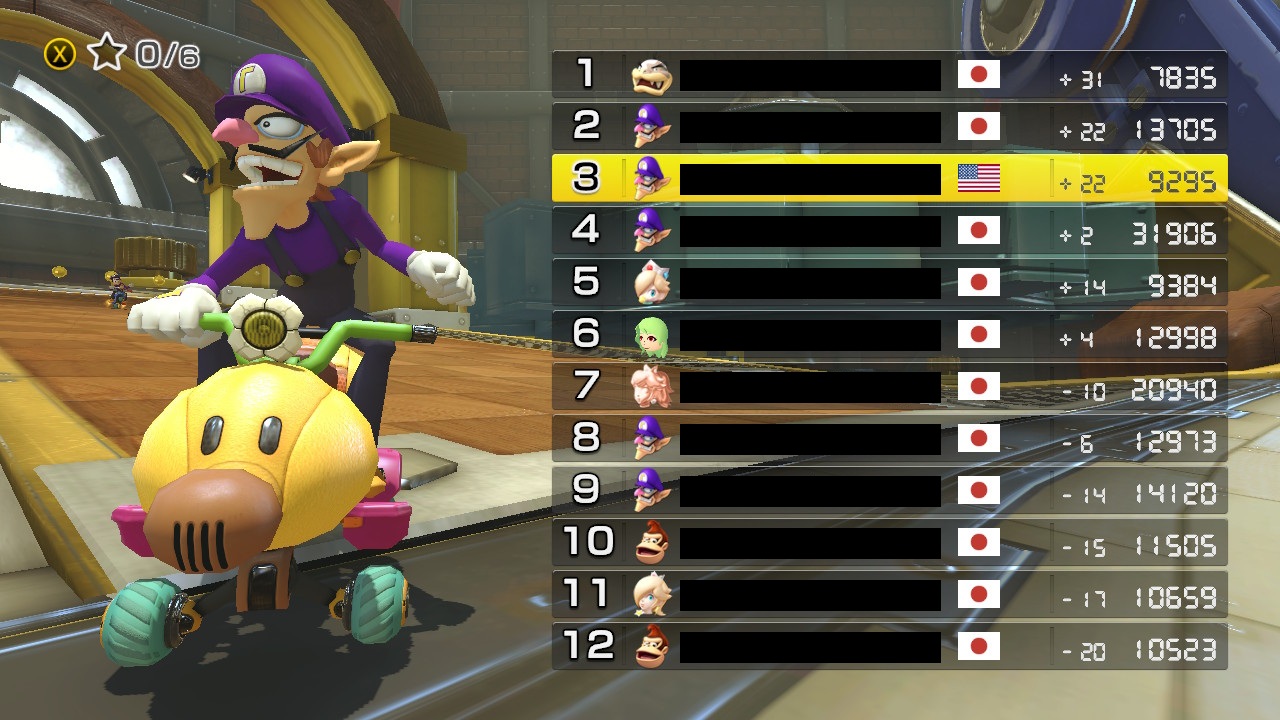 X 0/6
1 + 31 7835
2 + 22 13705
3 + 22 9295
4 + 2 31906
5 + 14 9384
6 + 4 12998
7 - 10 20940
8 - 6 12973
9 - 14 14120
10 - 15 11505
11 - 17 10659
12 - 20 10523